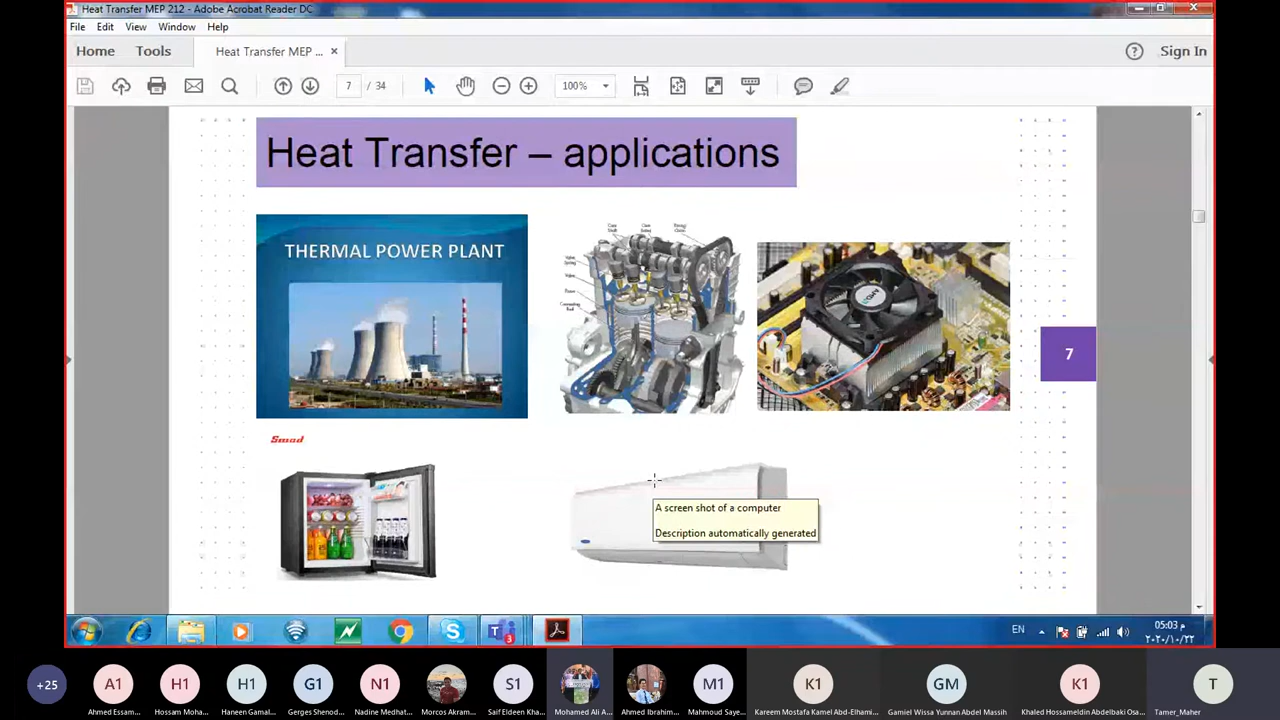 Heat Transfer MEP 212 - Adobe Acrobat Reader DC
File Edit View Window Help
Home Tools Heat Transfer MEP ... × Sign In
7 / 34 100%
Heat Transfer – applications
THERMAL POWER PLANT
AMD
7
Smad
A screen shot of a computer
Description automatically generated
EN 05:03 م
٢٠٢٠/١٠/٢٢
+25 A1 H1 H1 G1 N1 S1 M1 K1 GM K1 T
Ahmed Essam... Hossam Moha... Haneen Gamal... Gerges Shenod... Nadine Medhat... Morcos Akram... Saif Eldeen Kha... Mohamed Ali A... Ahmed Ibrahim... Mahmoud Saye... Kareem Mostafa Kamel Abd-Elhami... Gamiel Wissa Yunnan Abdel Massih Khaled Hossameldin Abdelbaki Osa... Tamer_Maher